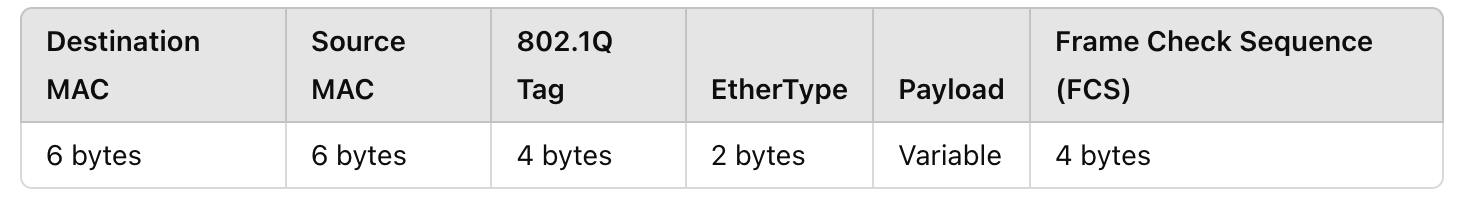 Destination MAC
Source MAC
802.1Q Tag
EtherType
Payload
Frame Check Sequence (FCS)
6 bytes
6 bytes
4 bytes
2 bytes
Variable
4 bytes